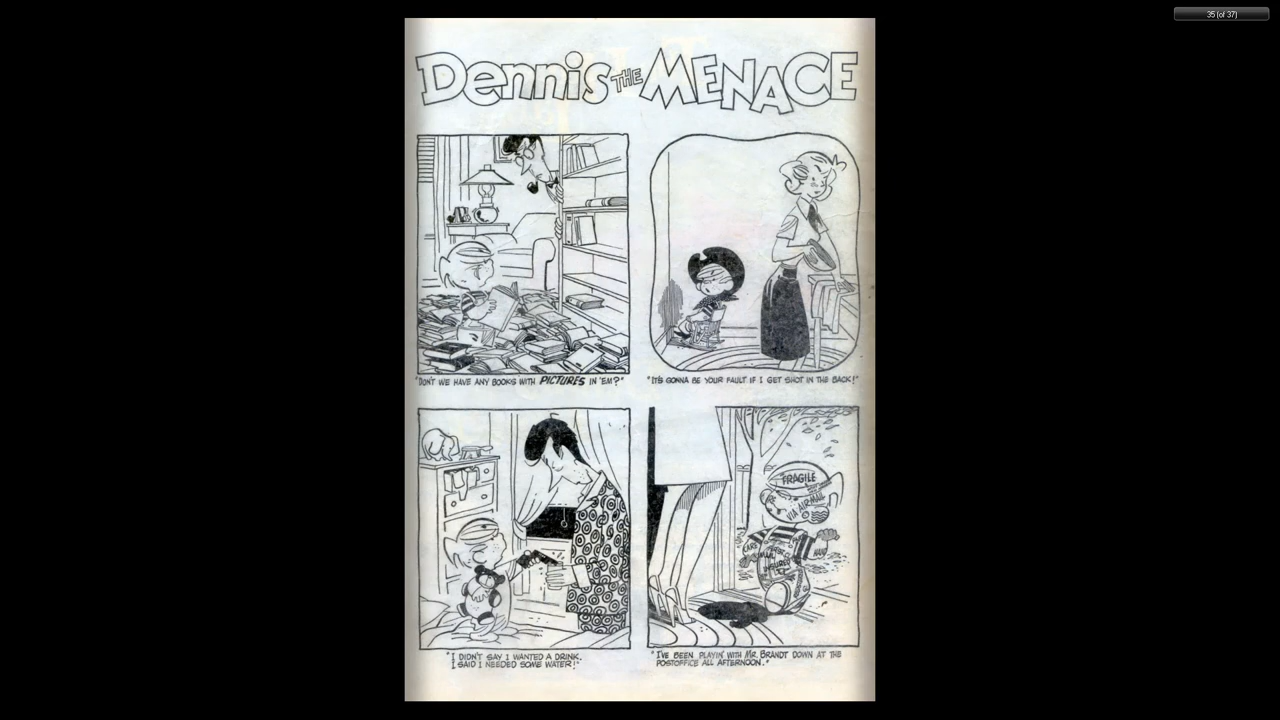 35 (of 37)
Dennis THE MENACE
"DON'T WE HAVE ANY BOOKS WITH PICTURES IN 'EM?"
"IT'S GONNA BE YOUR FAULT IF I GET SHOT IN THE BACK!"
FRAGILE
VIA AIR MAIL
INSURED
HAND
"I DIDN'T SAY I WANTED A DRINK.
I SAID I NEEDED SOME WATER!"
"I'VE BEEN PLAYIN' WITH MR. BRANDT DOWN AT THE
POSTOFFICE ALL AFTERNOON."